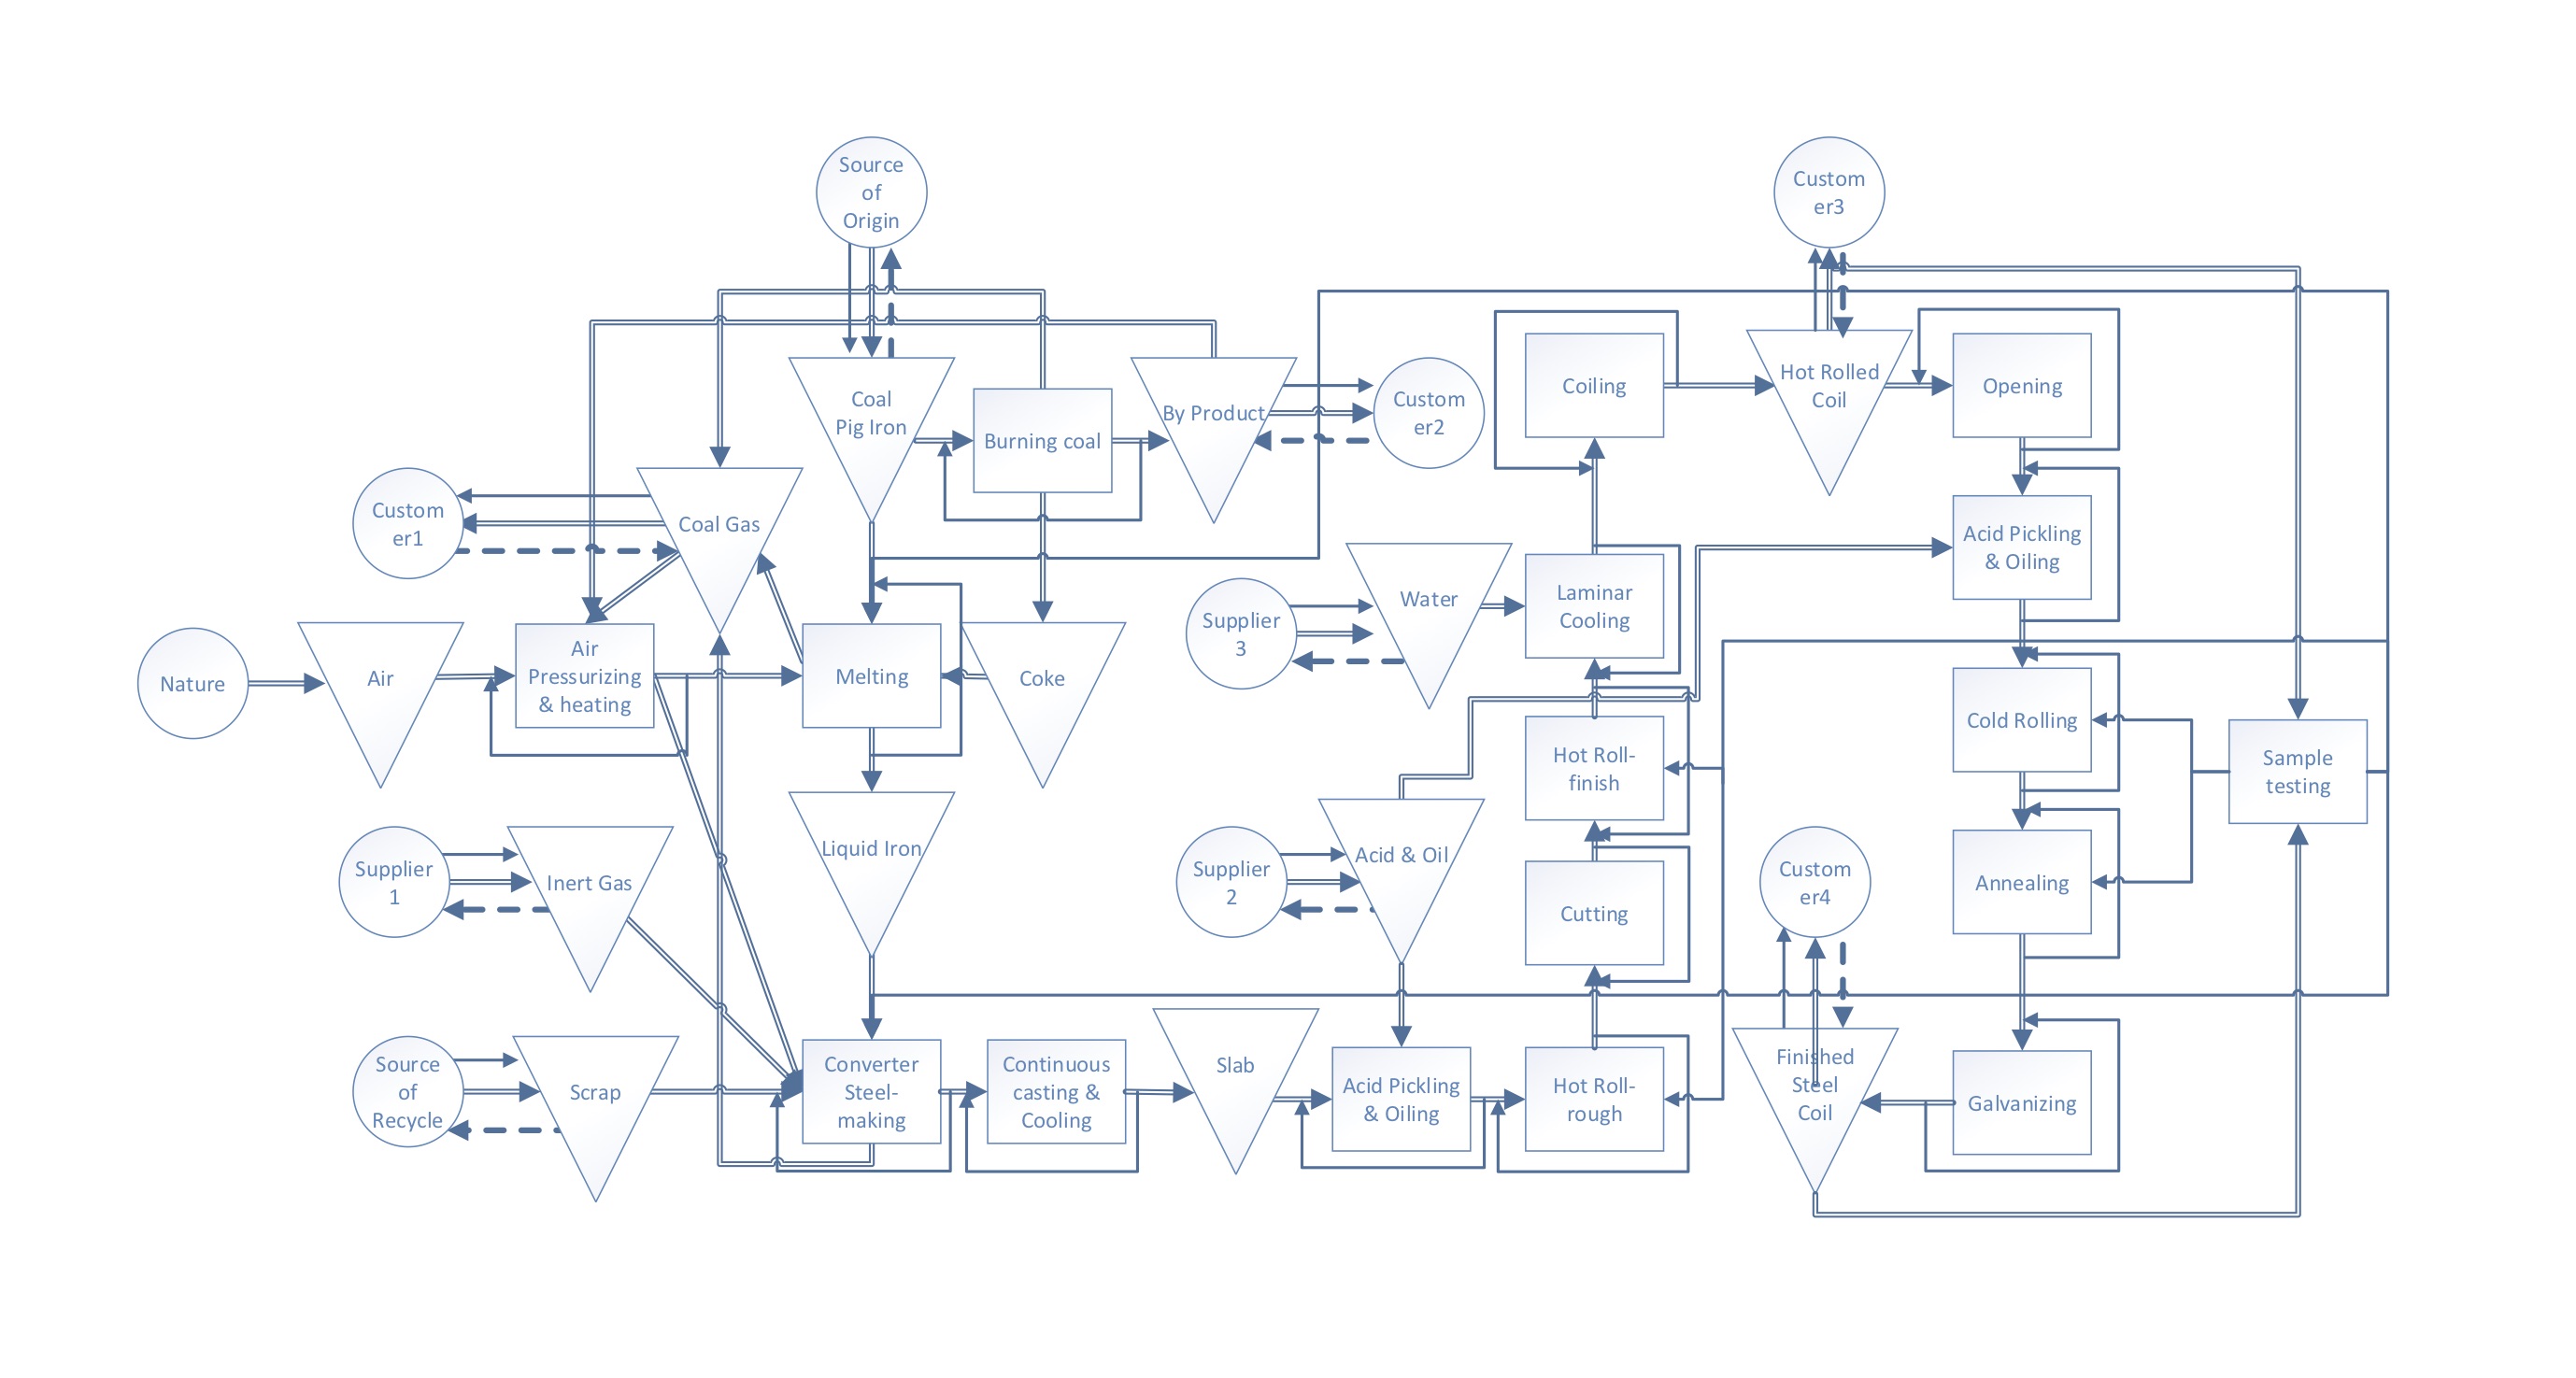 Source
of
Origin
Custom
er3
Coal
Pig Iron
Burning coal
By Product
Custom
er2
Coiling
Hot Rolled
Coil
Opening
Custom
er1
Coal Gas
Acid Pickling
& Oiling
Nature
Air
Air
Pressurizing
& heating
Melting
Coke
Supplier
3
Water
Laminar
Cooling
Hot Roll-
finish
Cold Rolling
Sample
testing
Supplier
1
Inert Gas
Liquid Iron
Supplier
2
Acid & Oil
Cutting
Custom
er4
Annealing
Source
of
Recycle
Scrap
Converter
Steel-
making
Continuous
casting &
Cooling
Slab
Acid Pickling
& Oiling
Hot Roll-
rough
Finished
Steel
Coil
Galvanizing